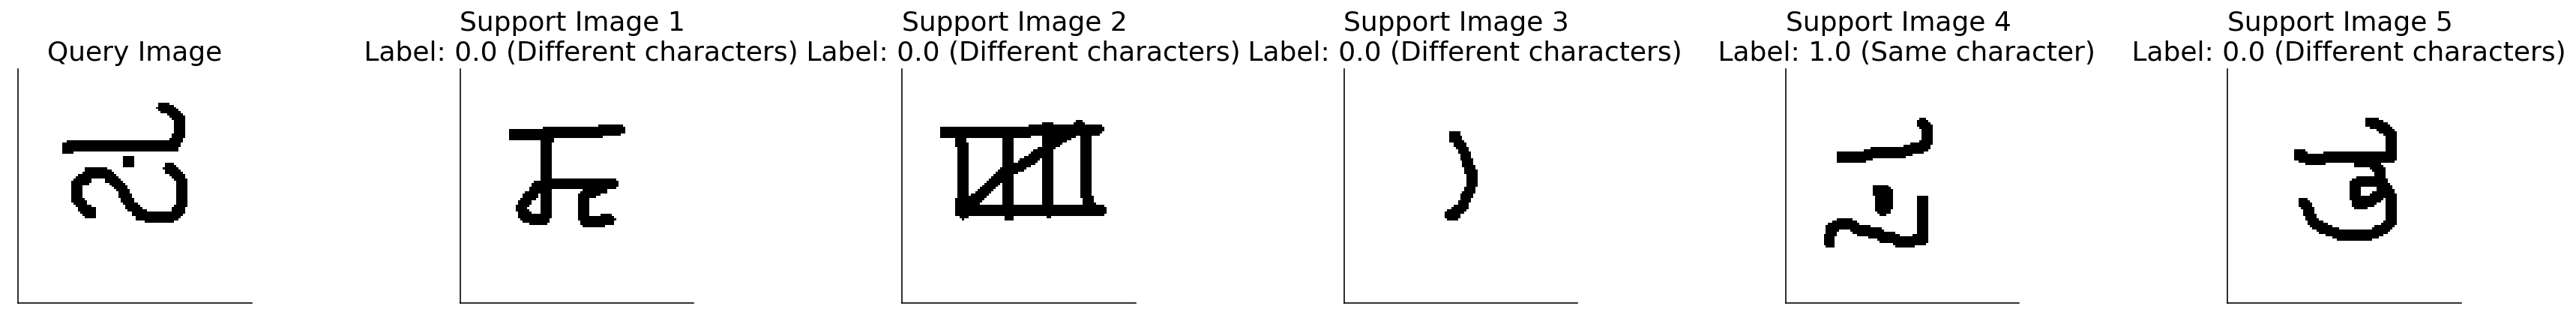 Query Image
Support Image 1
Label: 0.0 (Different characters)
Support Image 2
Label: 0.0 (Different characters)
Support Image 3
Label: 0.0 (Different characters)
Support Image 4
Label: 1.0 (Same character)
Support Image 5
Label: 0.0 (Different characters)